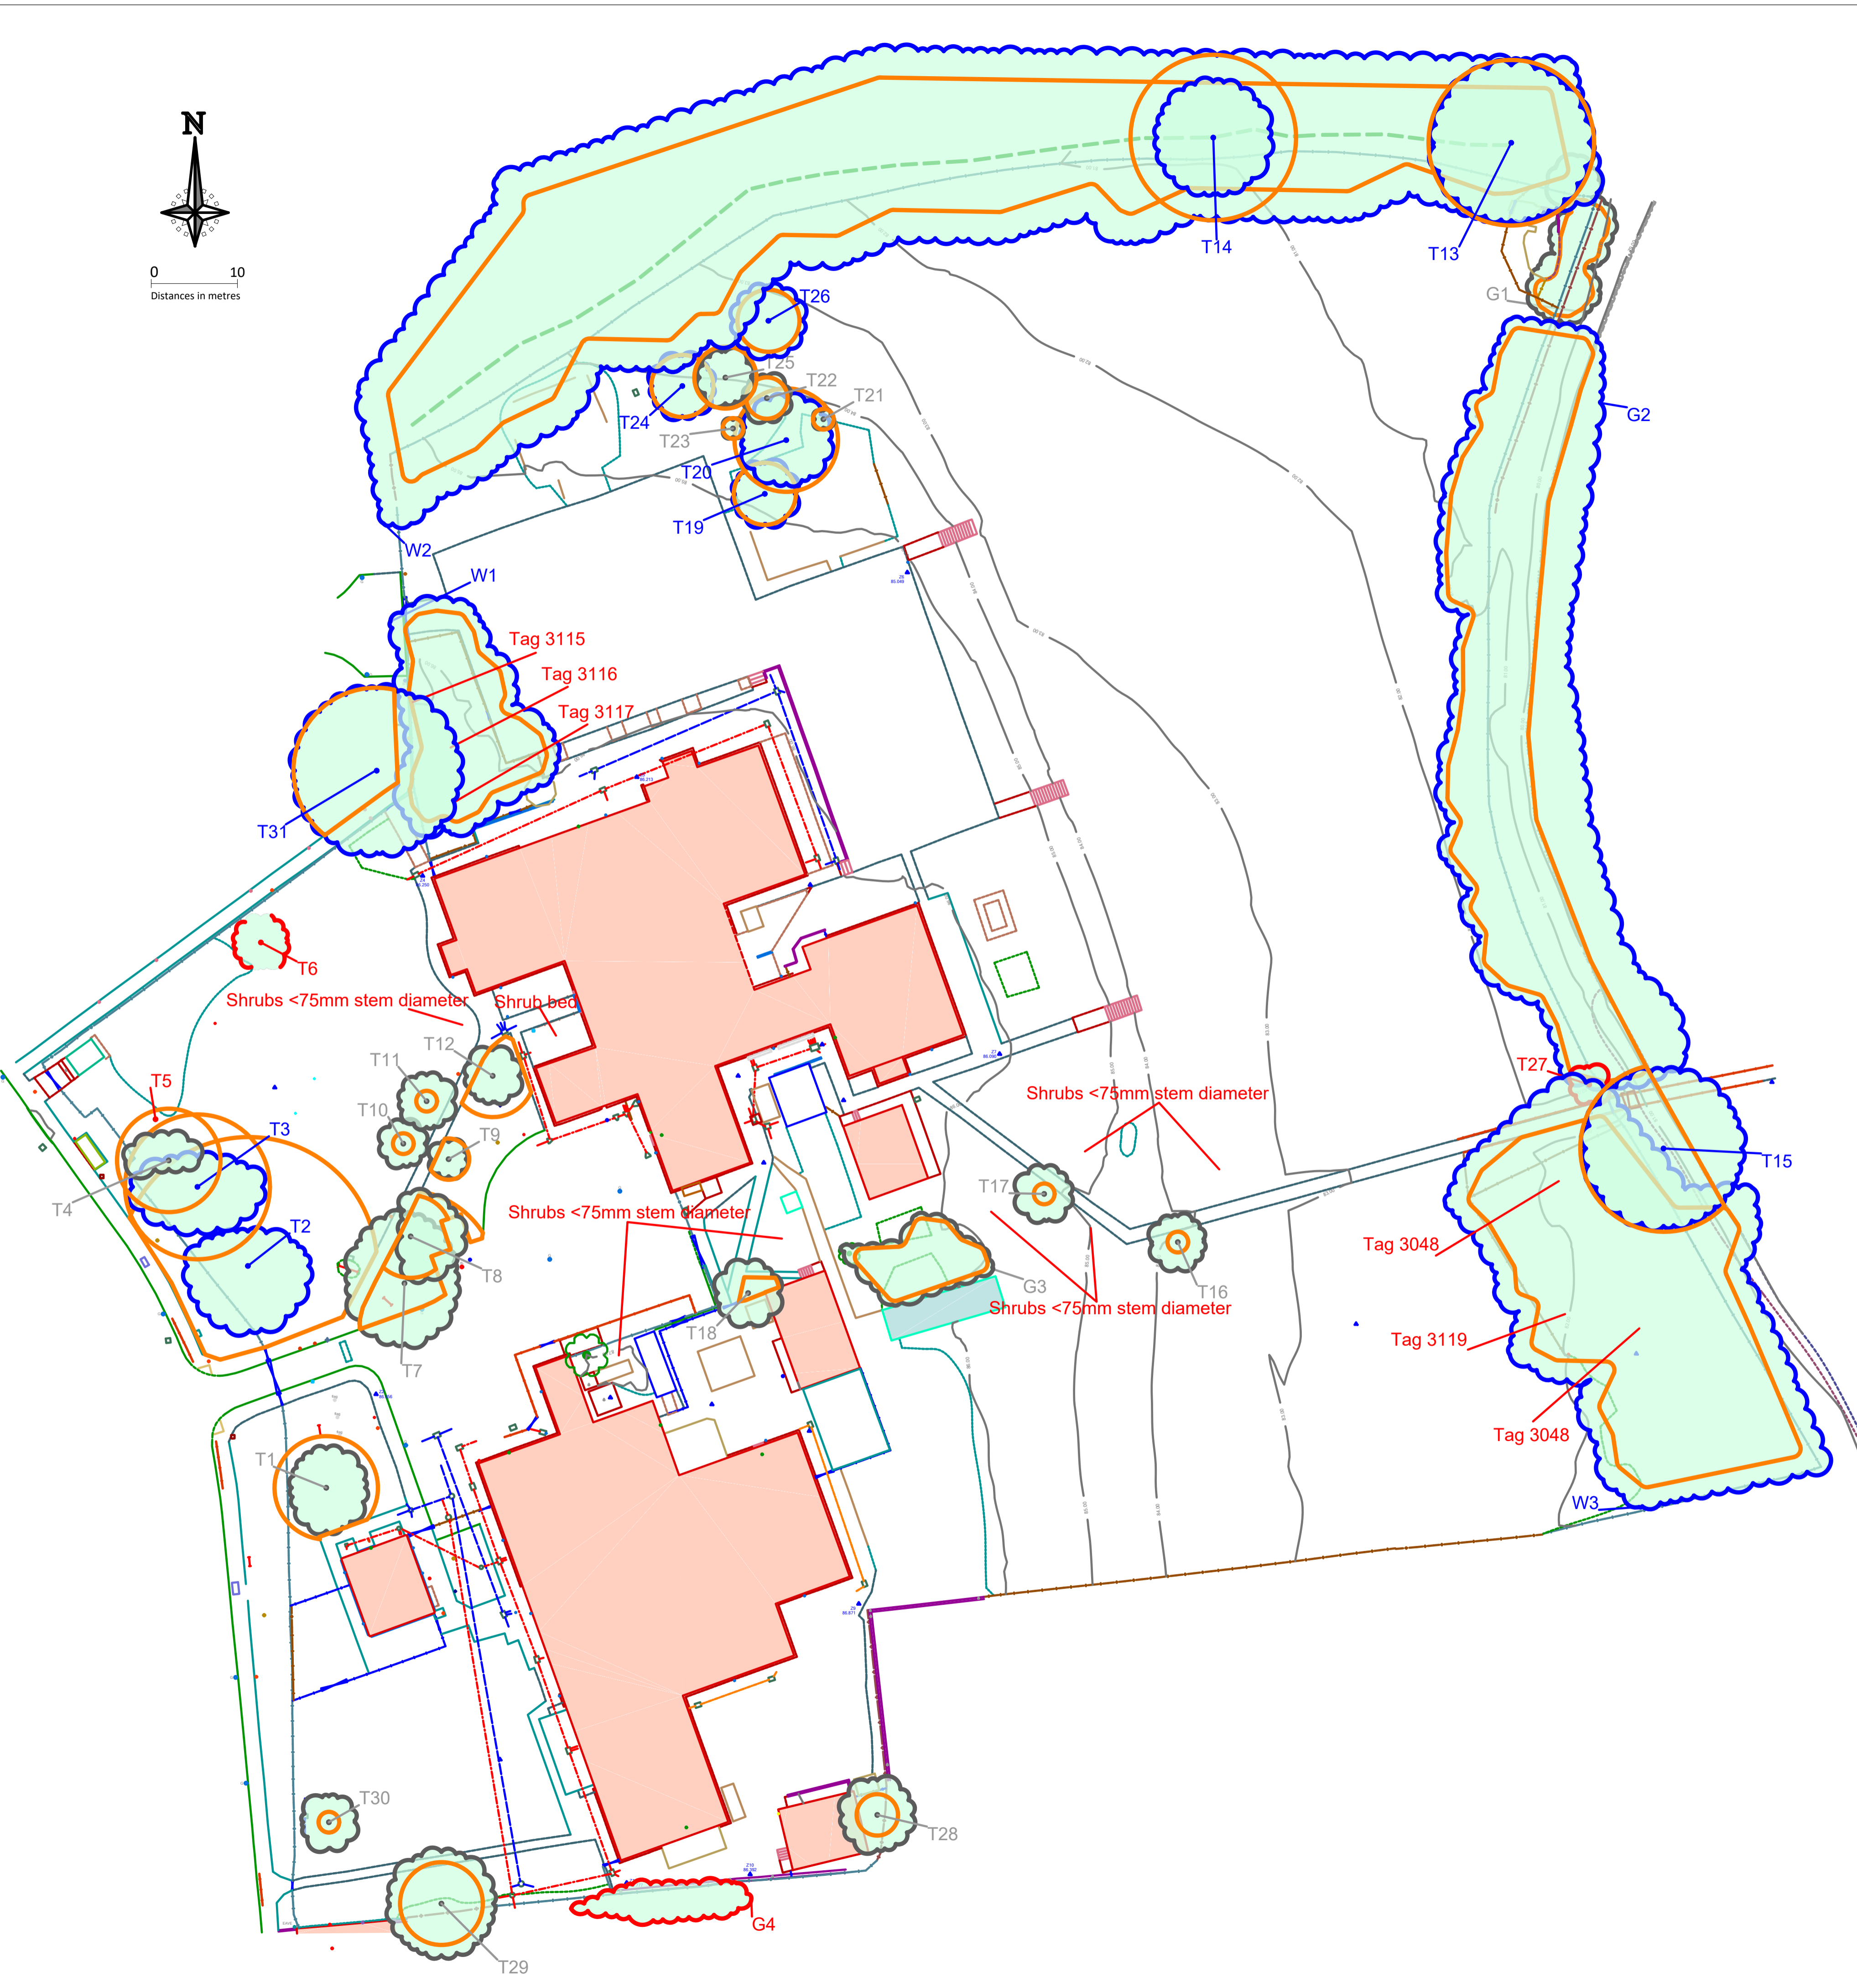 N
0 10
Distances in metres
T14
T13
G1
T26
T25
T22
T21
T24
T23
T20
T19
G2
W2
W1
Tag 3115
Tag 3116
Tag 3117
T31
T6
Shrubs <75mm stem diameter
Shrub bed
T12
T11
T10
T9
T5
T3
T4
T2
T8
T7
T27
Shrubs <75mm stem diameter
T15
T17
Shrubs <75mm stem diameter
Tag 3048
G3
T16
Shrubs <75mm stem diameter
T18
Tag 3119
Tag 3048
T1
W3
T30
T28
G4
T29